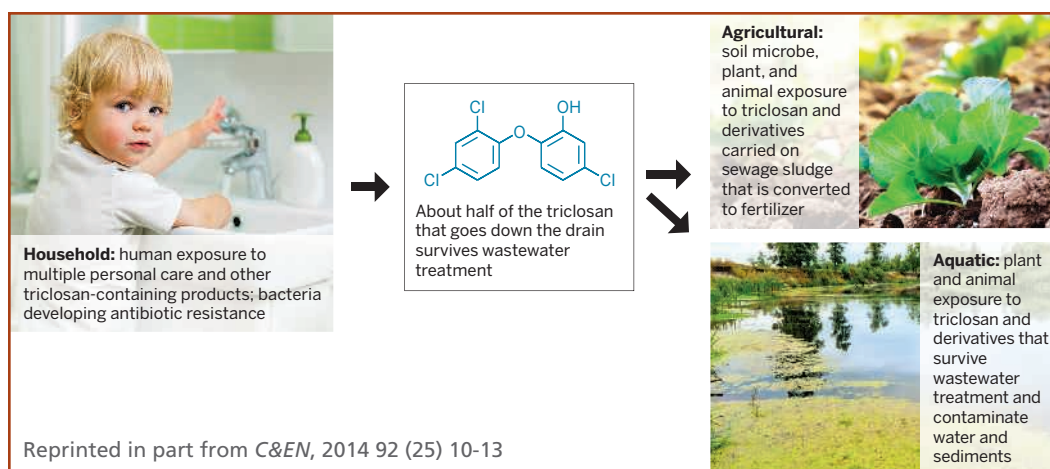 Household: human exposure to
multiple personal care and other
triclosan-containing products; bacteria
developing antibiotic resistance
Cl
OH
O
Cl
Cl
About half of the triclosan
that goes down the drain
survives wastewater
treatment
Agricultural:
soil microbe,
plant, and
animal exposure
to triclosan and
derivatives
carried on
sewage sludge
that is converted
to fertilizer
Aquatic: plant
and animal
exposure to
triclosan and
derivatives that
survive
wastewater
treatment and
contaminate
water and
sediments
Reprinted in part from C&EN, 2014 92 (25) 10-13